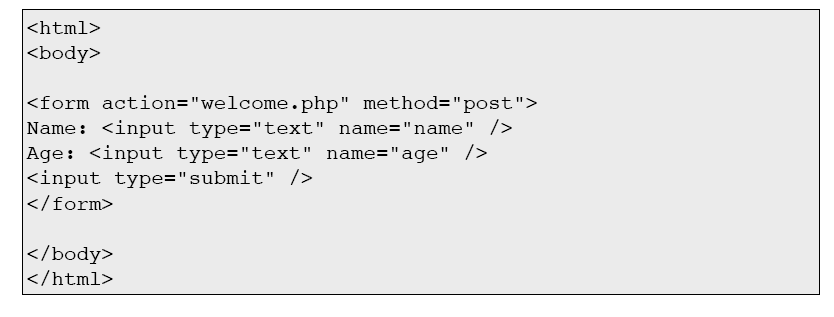 <html>
<body>
<form action="welcome.php" method="post">
Name: <input type="text" name="name" />
Age: <input type="text" name="age" />
<input type="submit" />
</form>
</body>
</html>